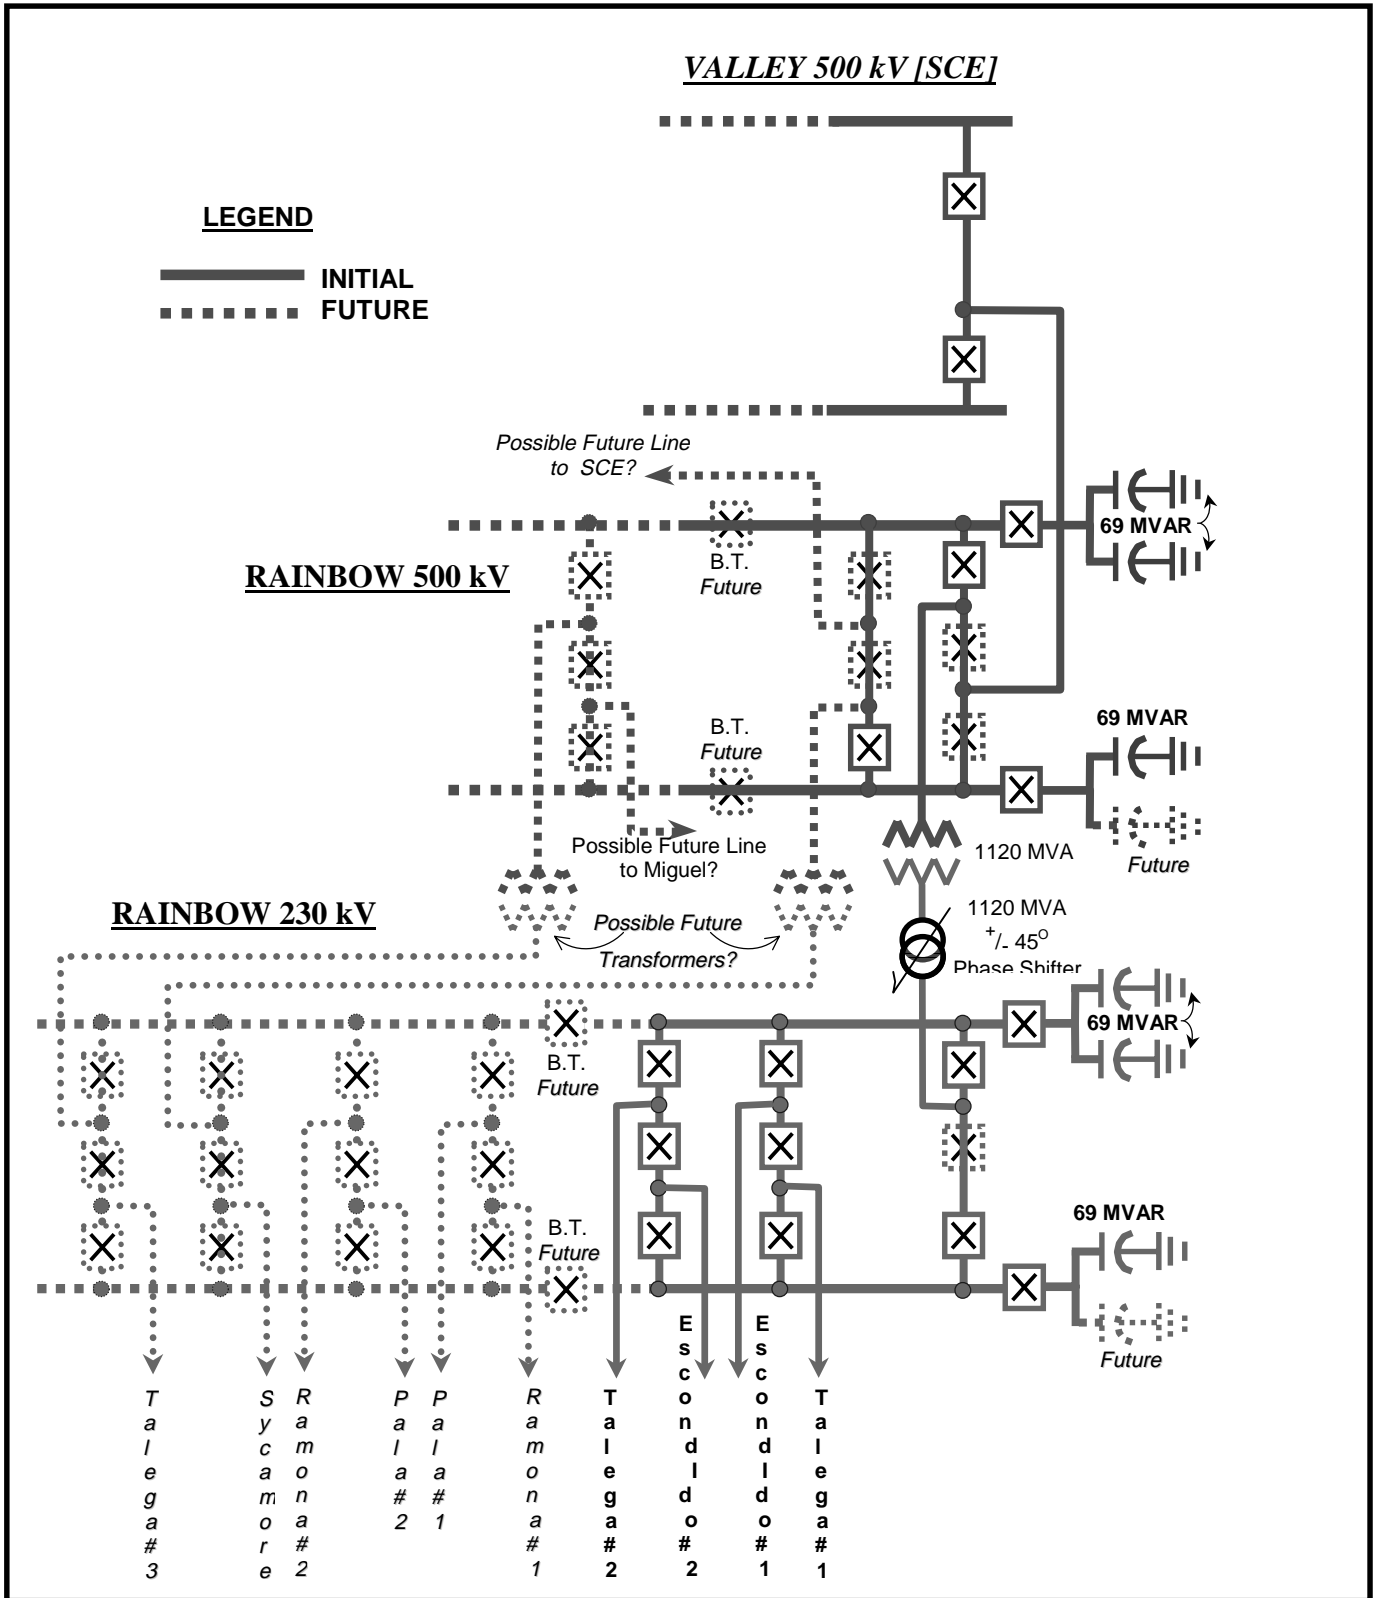 VALLEY 500 kV [SCE]
LEGEND
INITIAL
FUTURE
Possible Future Line
to SCE?
69 MVAR
B.T.
Future
RAINBOW 500 kV
69 MVAR
B.T.
Future
Possible Future Line
to Miguel?
1120 MVA
Future
RAINBOW 230 kV
Possible Future
Transformers?
1120 MVA
+/- 45O
Phase Shifter
69 MVAR
B.T.
Future
69 MVAR
B.T.
Future
Future
Talega#3
Sycamore
Ramona#2
Pala#2
Pala#1
Ramona#1
Talega#2
EscondIdo#2
EscondIdo#1
Talega#1